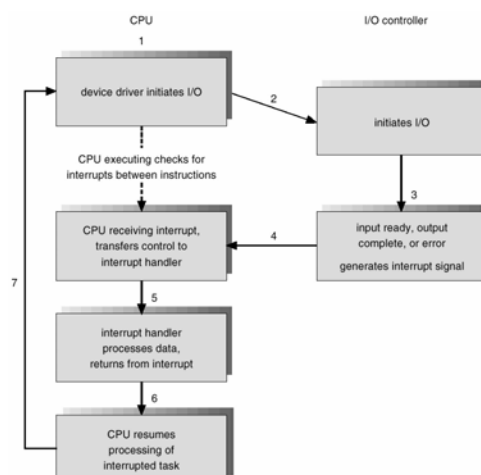 CPU
I/O controller
1
device driver initiates I/O
2
initiates I/O
CPU executing checks for
interrupts between instructions
3
CPU receiving interrupt,
transfers control to
interrupt handler
4
input ready, output
complete, or error
generates interrupt signal
7
5
interrupt handler
processes data,
returns from interrupt
6
CPU resumes
processing of
interrupted task